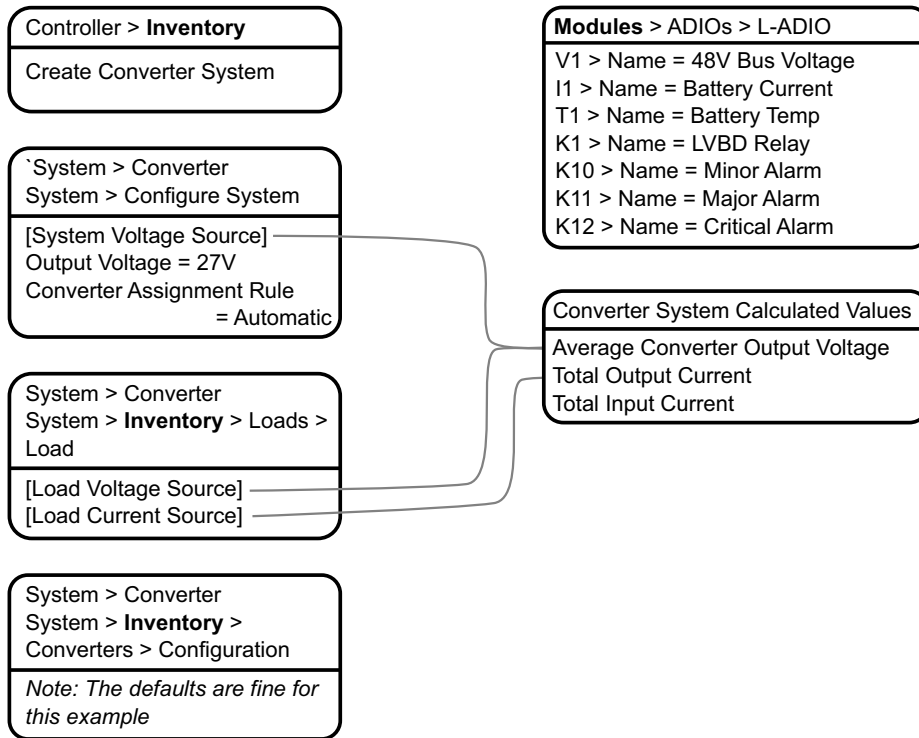 Controller > Inventory
Create Converter System
`System > Converter
System > Configure System
[System Voltage Source]
Output Voltage = 27V
Converter Assignment Rule
= Automatic
System > Converter
System > Inventory > Loads >
Load
[Load Voltage Source]
[Load Current Source]
System > Converter
System > Inventory >
Converters > Configuration
Note: The defaults are fine for
this example
Modules > ADIOs > L-ADIO
V1 > Name = 48V Bus Voltage
I1 > Name = Battery Current
T1 > Name = Battery Temp
K1 > Name = LVBD Relay
K10 > Name = Minor Alarm
K11 > Name = Major Alarm
K12 > Name = Critical Alarm
Converter System Calculated Values
Average Converter Output Voltage
Total Output Current
Total Input Current